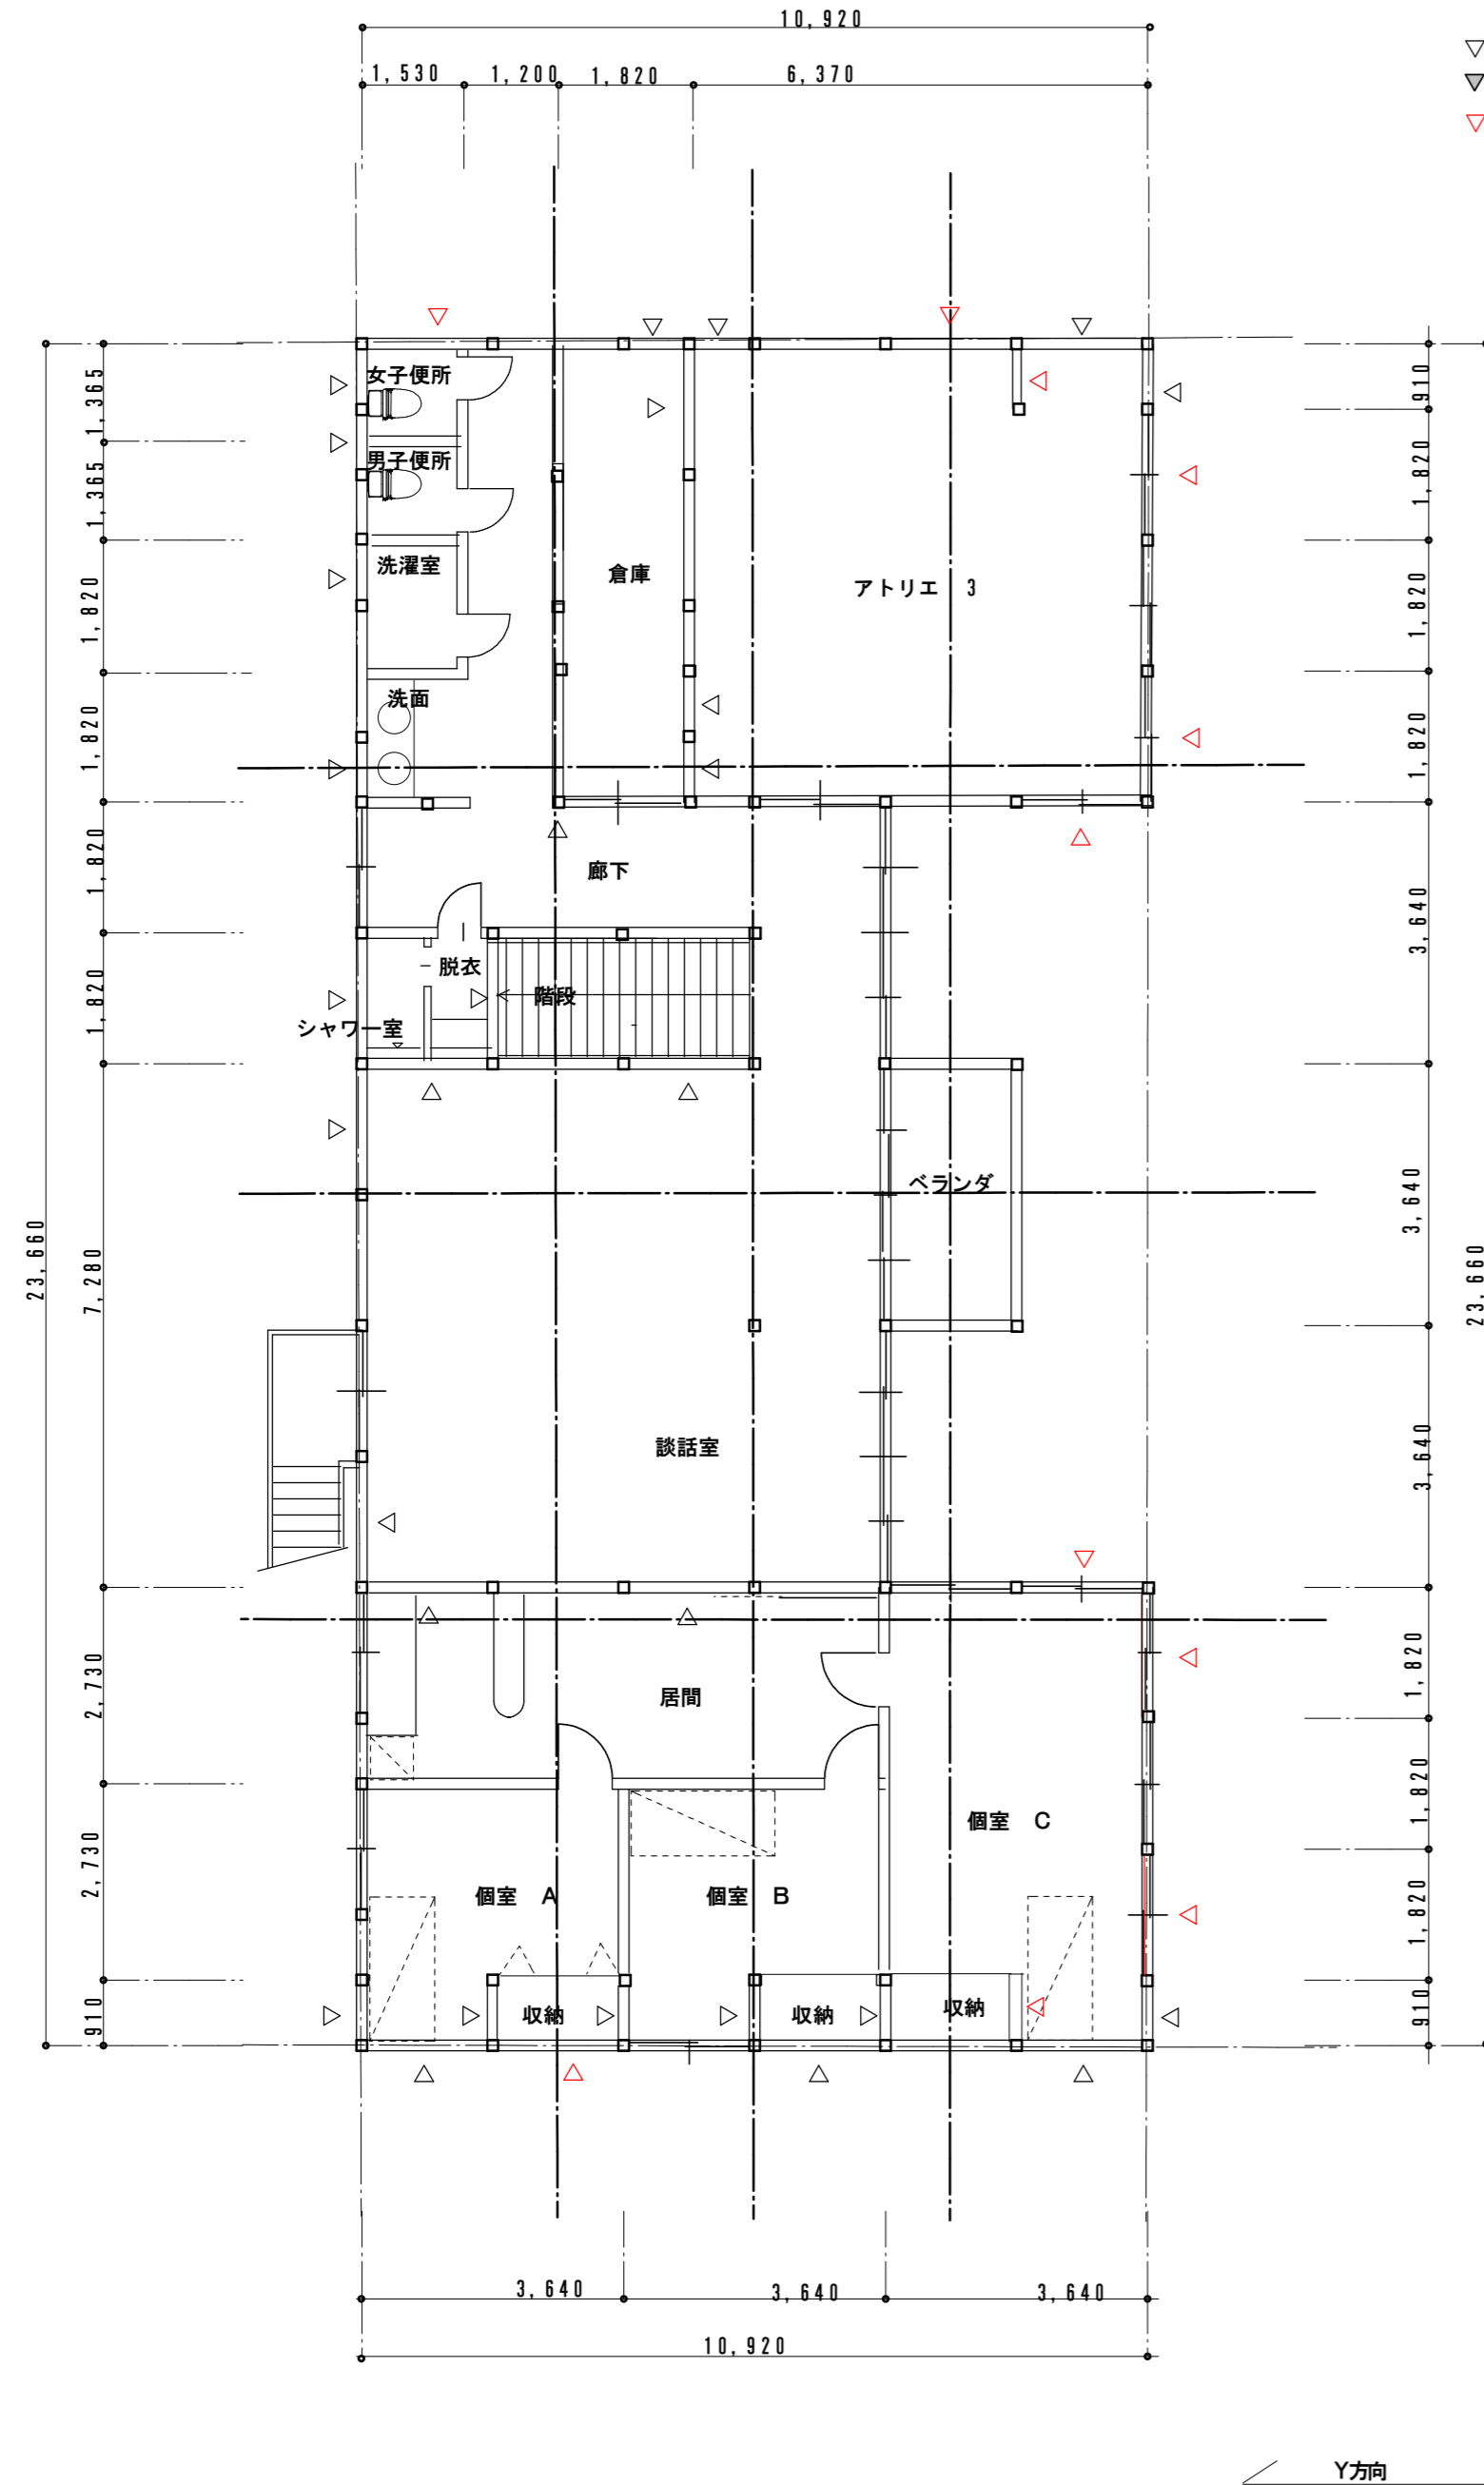 10,920
1,530
1,200
1,820
6,370
女子便所
男子便所
洗濯室
倉庫
アトリエ 3
洗面
廊下
脱衣
階段
シャワー室
ベランダ
談話室
居間
個室 C
個室 A
個室 B
収納
収納
収納
1,365
1,365
1,820
1,820
1,820
1,820
7,280
2,730
2,730
910
23,660
910
1,820
1,820
1,820
3,640
3,640
3,640
1,820
1,820
1,820
910
23,660
3,640
3,640
3,640
10,920
Y方向